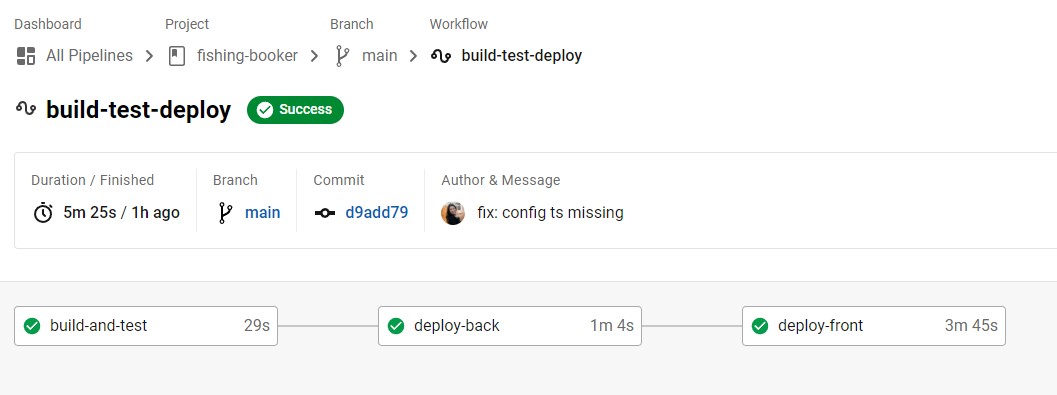 Dashboard Project Branch Workflow
All Pipelines fishing-booker main build-test-deploy
build-test-deploy Success
Duration / Finished Branch Commit Author & Message
5m 25s / 1h ago main d9add79 fix: config ts missing
build-and-test 29s deploy-back 1m 4s deploy-front 3m 45s